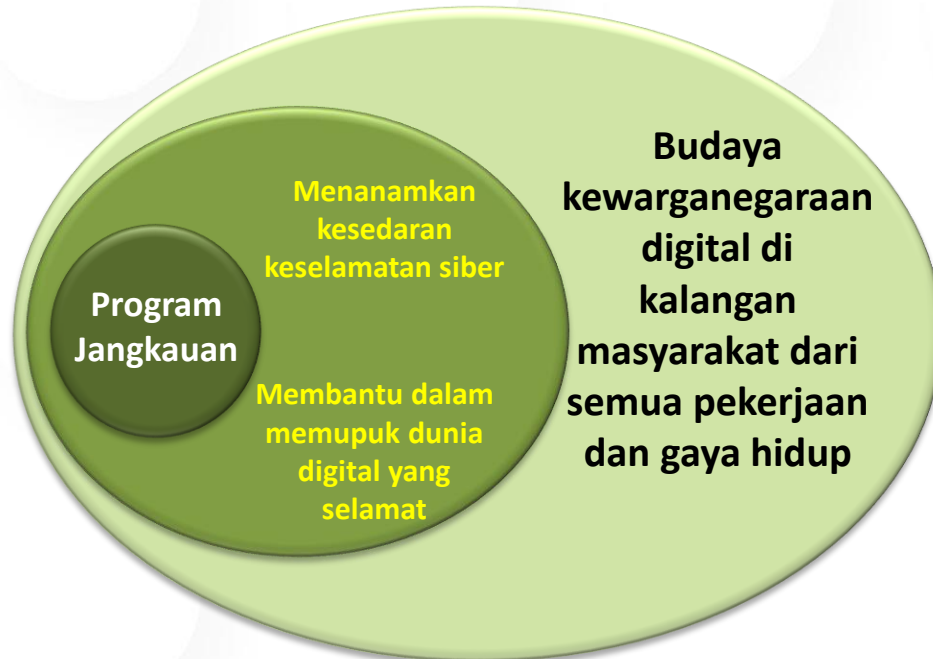 Program
Jangkauan
Menanamkan
kesedaran
keselamatan siber
Membantu dalam
memupuk dunia
digital yang
selamat
Budaya
kewarganegaraan
digital di
kalangan
masyarakat dari
semua pekerjaan
dan gaya hidup